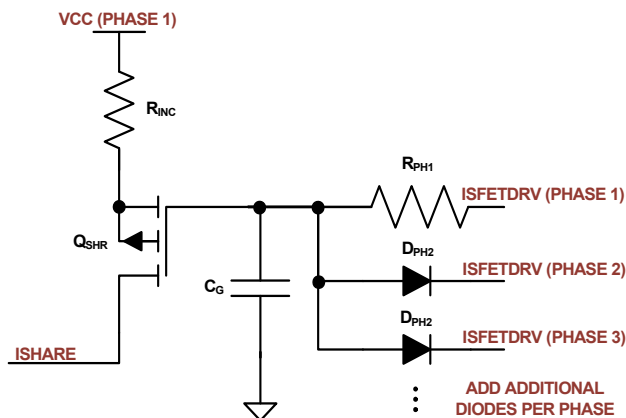 VCC (PHASE 1)
RINC
RPH1
ISFETDRV (PHASE 1)
QSHR
DPH2
ISFETDRV (PHASE 2)
CG
DPH2
ISFETDRV (PHASE 3)
ISHARE
ADD ADDITIONAL
DIODES PER PHASE